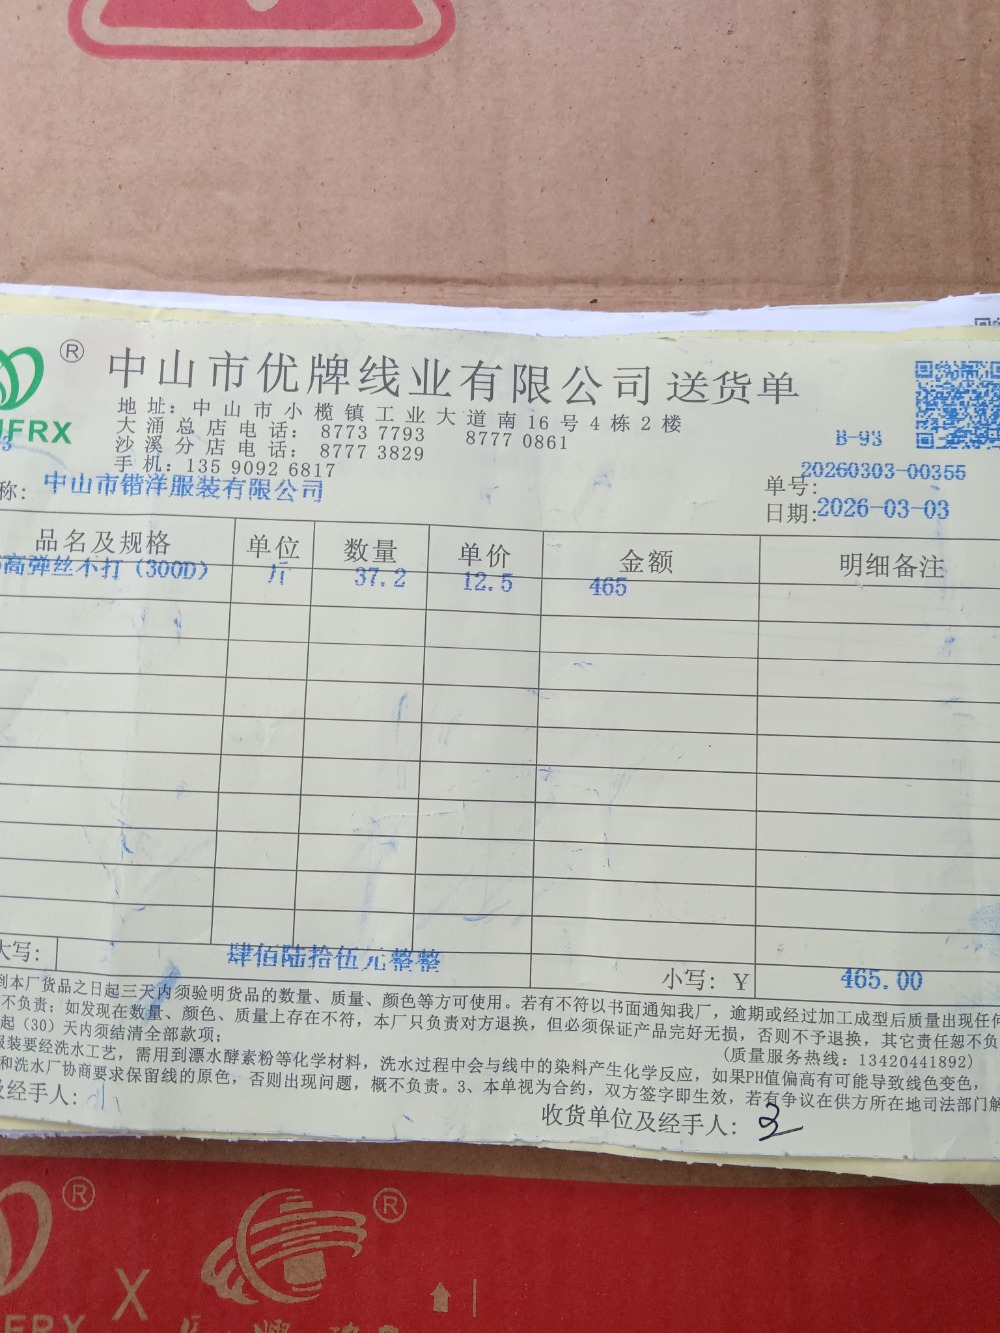 ®
中山市优牌线业有限公司送货单
FRX
地址：中山市小榄镇工业大道南16号4栋2楼
大涌总店电话：8773 7793 8777 0861
沙溪分店电话：8777 3829
手机：135 9092 6817
B-93
称：中山市锴洋服装有限公司
单号：20260303-00355
日期：2026-03-03
品名及规格 单位 数量 单价 金额 明细备注
高弹丝不打（300D） 斤 37.2 12.5 465
大写： 肆佰陆拾伍元整整 小写：￥ 465.00
到本厂货品之日起三天内须验明货品的数量、质量、颜色等方可使用。若有不符以书面通知我厂，逾期或经过加工成型后质量出现任何
不负责；如发现在数量、颜色、质量上存在不符，本厂只负责对方退换，但必须保证产品完好无损，否则不予退换，其它责任恕不负
起（30）天内须结清全部款项；
（质量服务热线：13420441892）
服装要经洗水工艺，需用到漂水酵素粉等化学材料，洗水过程中会与线中的染料产生化学反应，如果PH值偏高有可能导致线色变色，
和洗水厂协商要求保留线的原色，否则出现问题，概不负责。3、本单视为合约，双方签字即生效，若有争议在供方所在地司法部门解
及经手人：
收货单位及经手人：
®
®
FRX
X